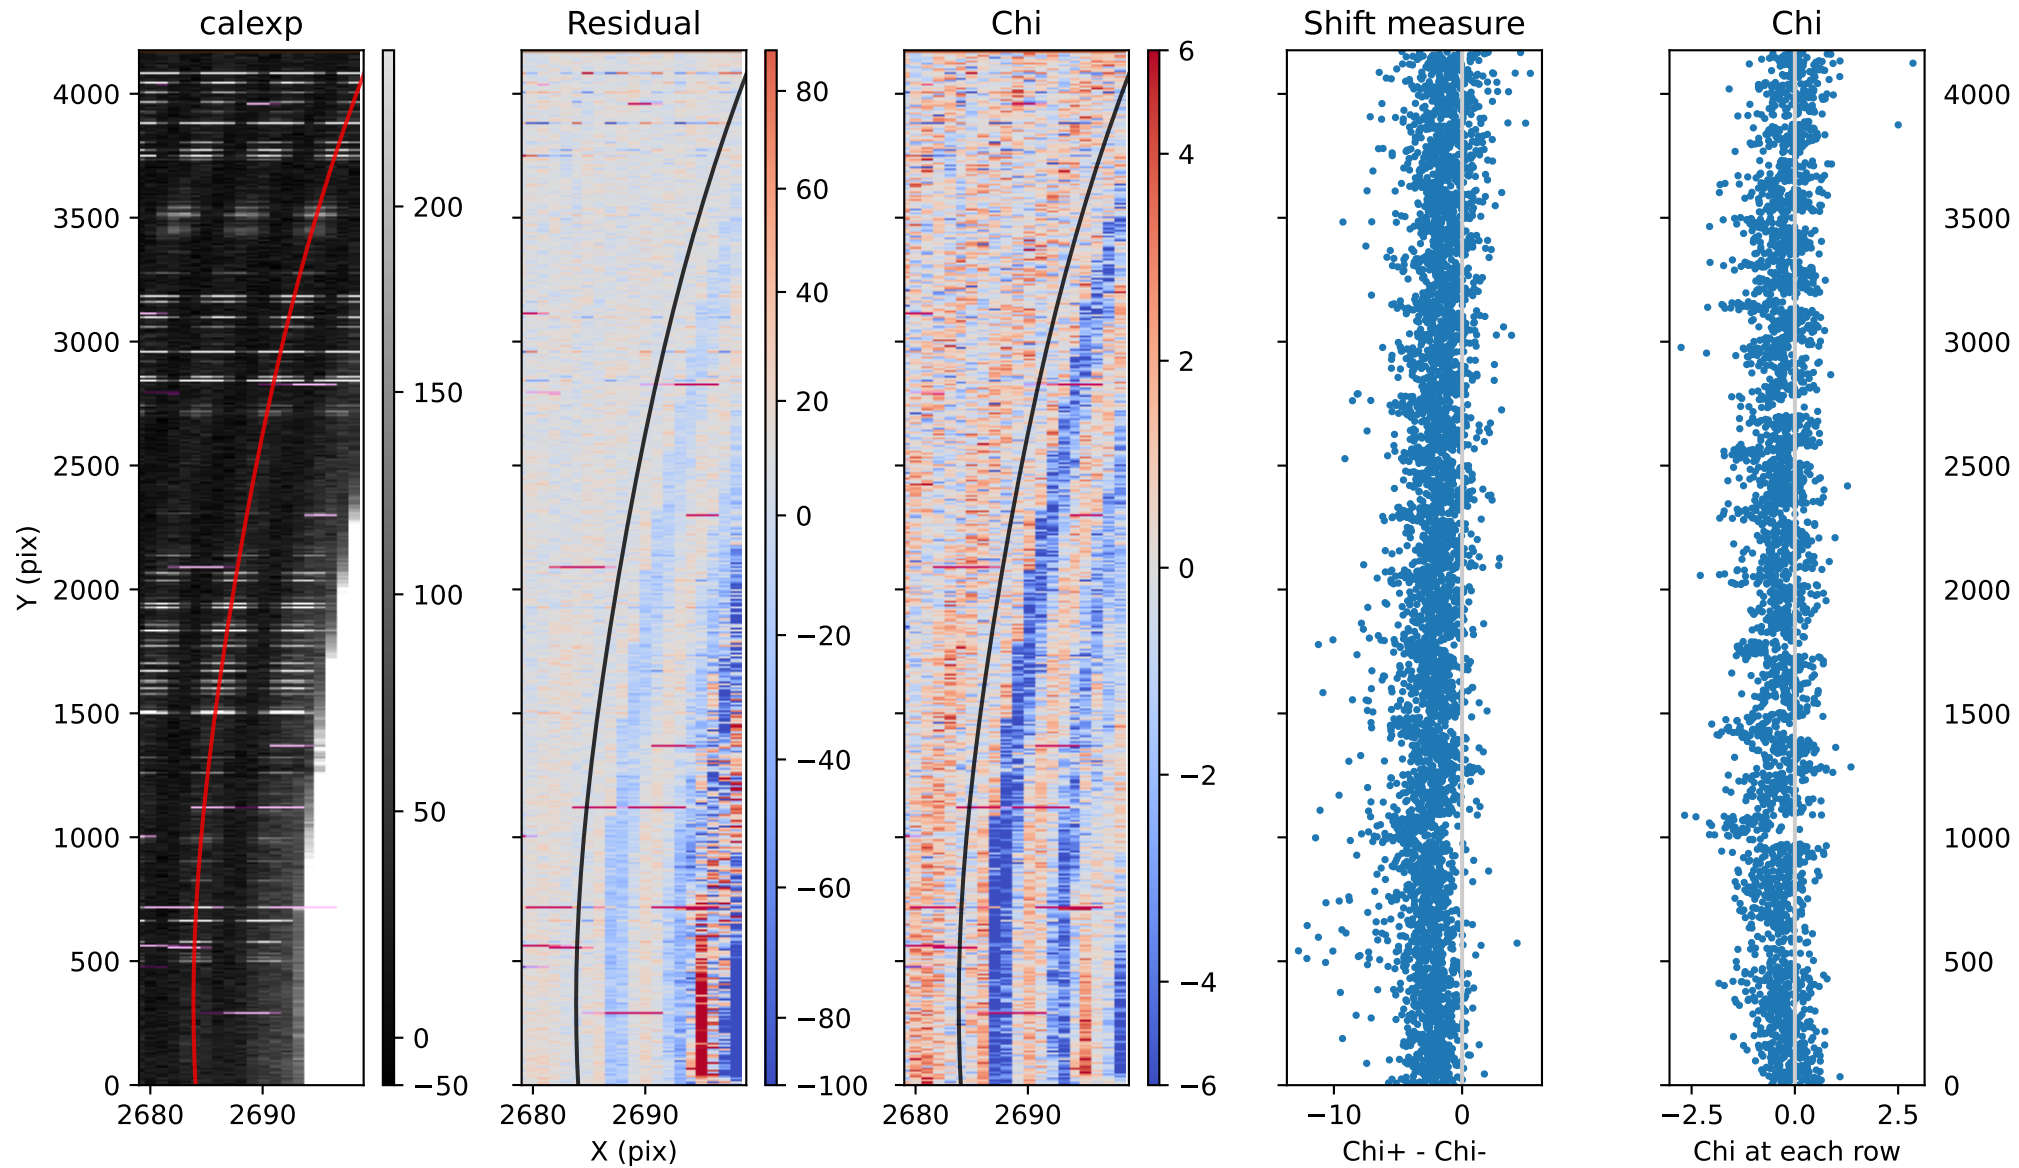 calexp Residual Chi Shift measure Chi
4000 3500 3000 2500 2000 1500 1000 500 0
Y (pix)
2680 2690
200 150 100 50 0 −50
2680 2690
X (pix)
80 60 40 20 0 −20 −40 −60 −80 −100
2680 2690
6 4 2 0 −2 −4 −6
−10 0
Chi+ - Chi-
−2.5 0.0 2.5
Chi at each row
4000 3500 3000 2500 2000 1500 1000 500 0